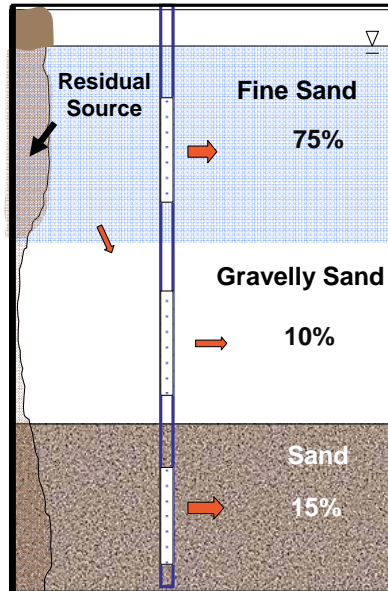 Residual
Source
Fine Sand
75%
Gravelly Sand
10%
Sand
15%